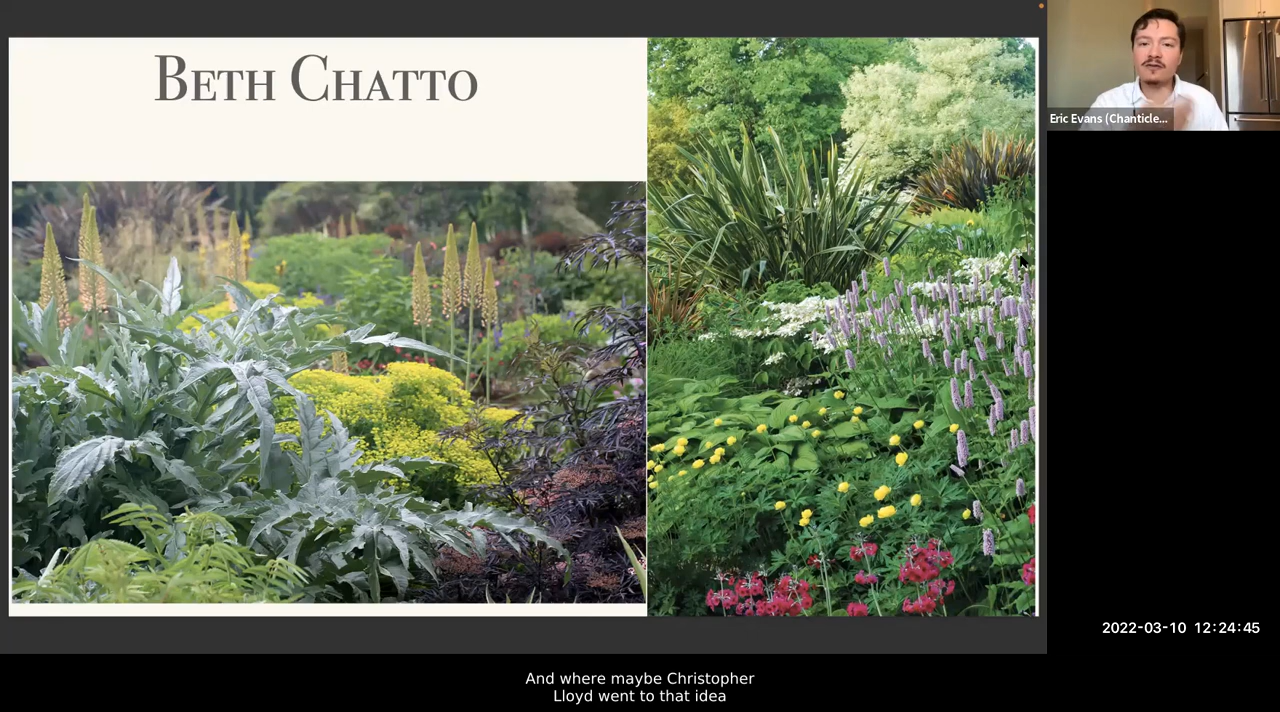 BETH CHATTO
Eric Evans (Chanticle...
2022-03-10 12:24:45
And where maybe Christopher
Lloyd went to that idea